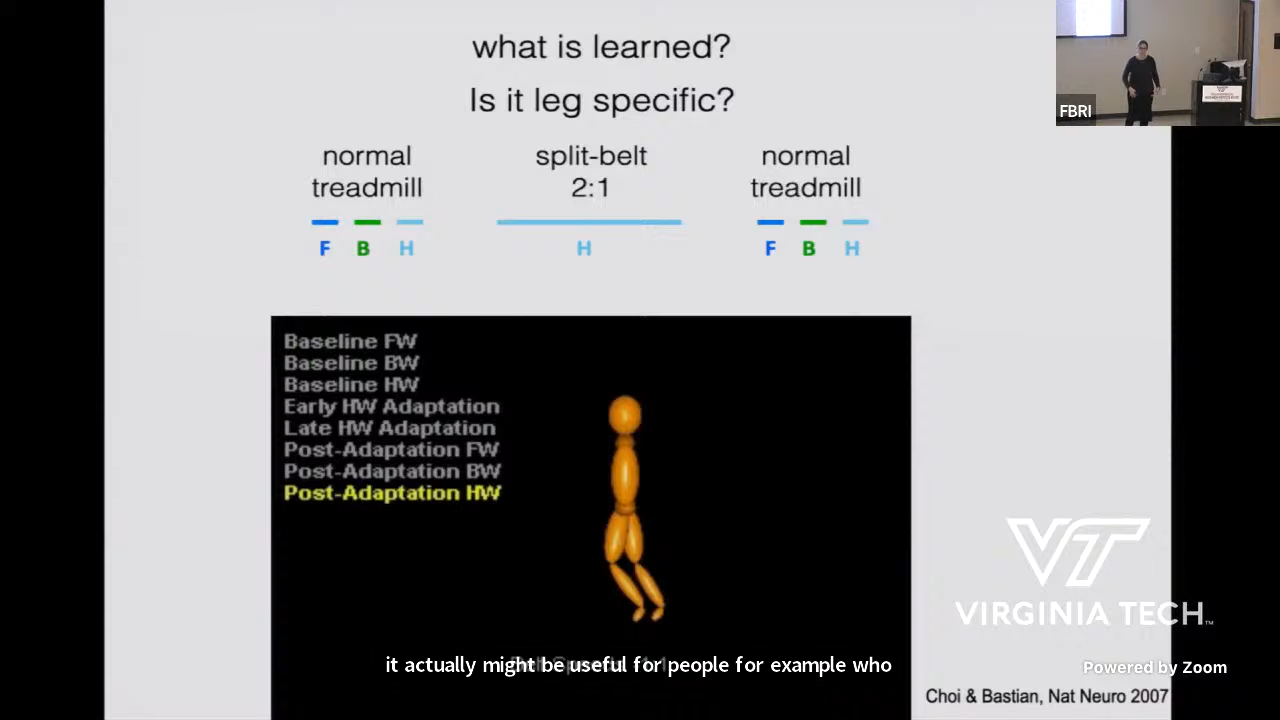 what is learned?
Is it leg specific?
normal
treadmill
split-belt
2:1
normal
treadmill
F B H
H
F B H
Baseline FW
Baseline BW
Baseline HW
Early HW Adaptation
Late HW Adaptation
Post-Adaptation FW
Post-Adaptation BW
Post-Adaptation HW
it actually might be useful for people for example who
Choi & Bastian, Nat Neuro 2007
FBRI
VT
VIRGINIA TECH™
Powered by Zoom